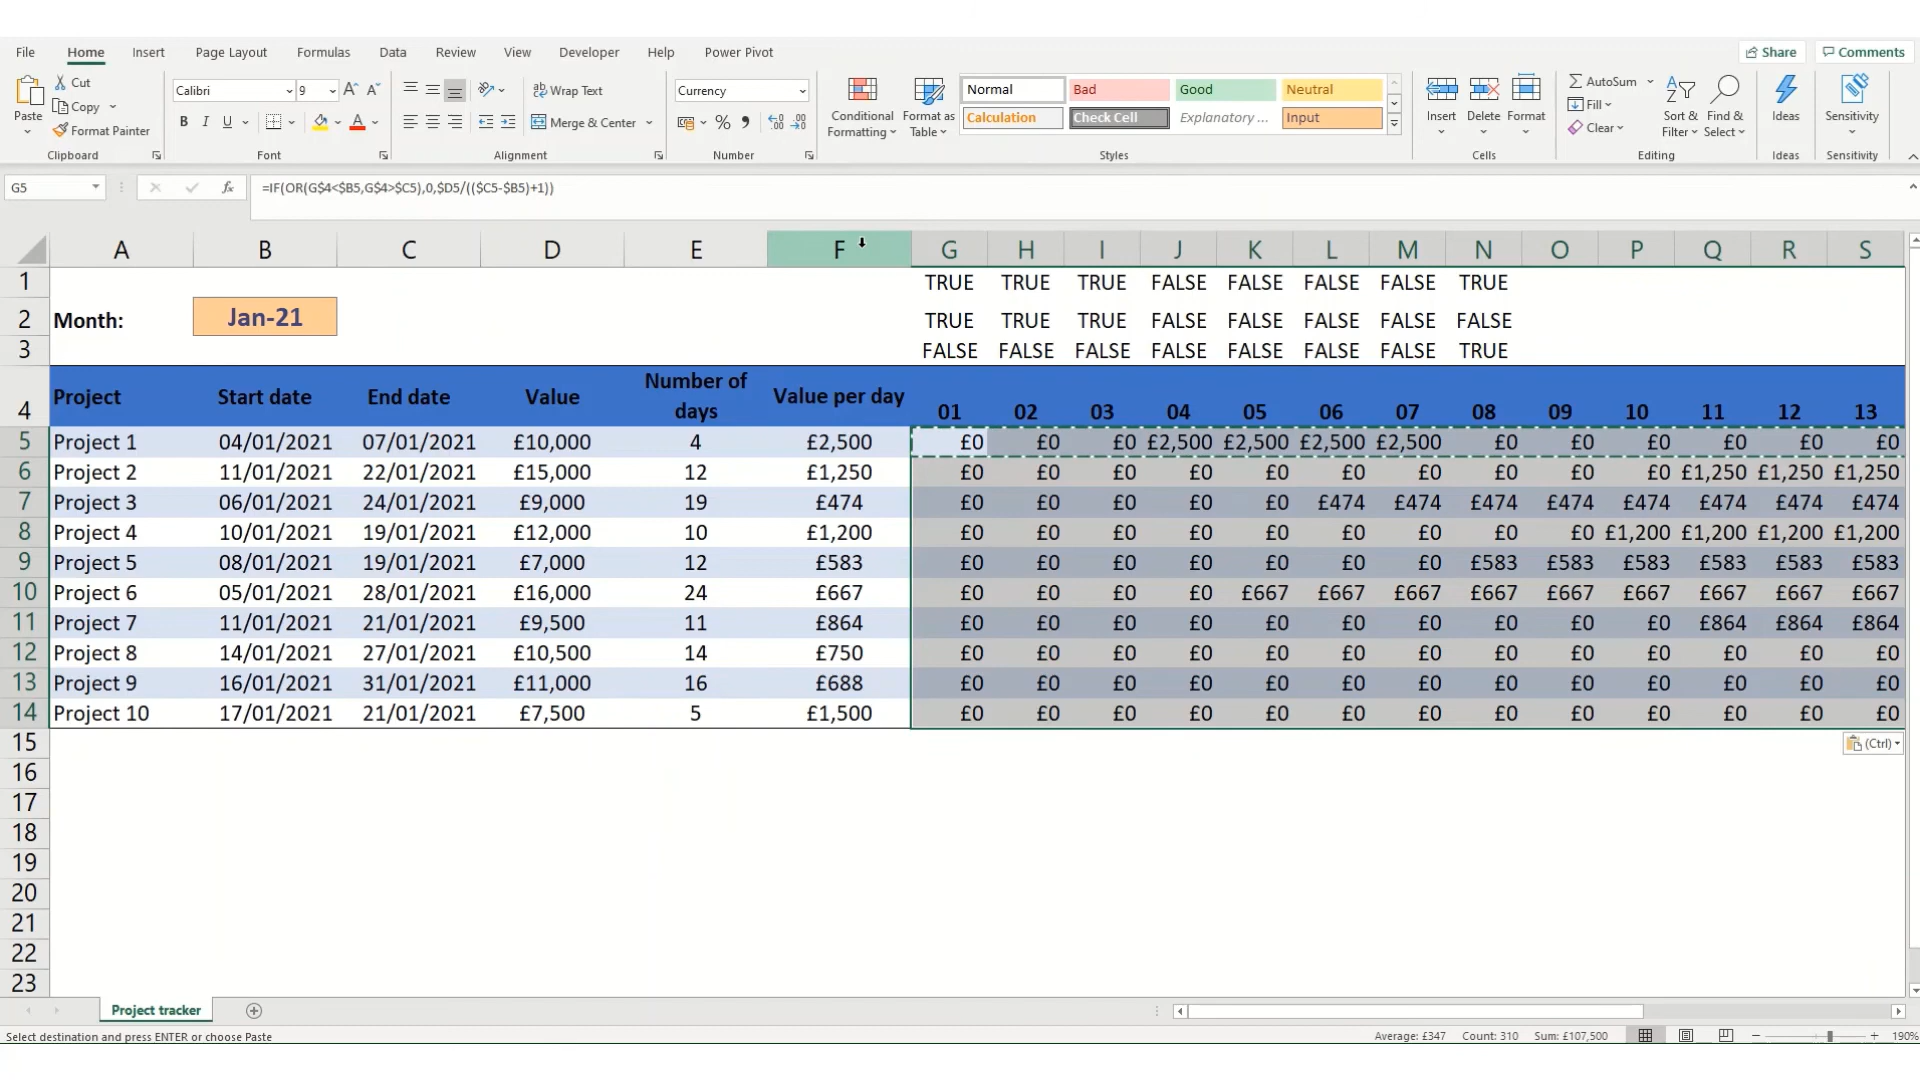 File Home Insert Page Layout Formulas Data Review View Developer Help Power Pivot Share Comments
Paste Cut Copy Format Painter
Calibri 9
B I U
Wrap Text
Merge & Center
Currency
Conditional Formatting
Format as Table
Normal Bad Good Neutral
Calculation Check Cell Explanatory ... Input
Insert Delete Format
AutoSum
Fill
Clear
Sort & Filter
Find & Select
Ideas
Sensitivity
Clipboard Font Alignment Number Styles Cells Editing Ideas Sensitivity
G5 fx =IF(OR(G$4<$B5,G$4>$C5),0,$D5/(($C5-$B5)+1))
A B C D E F G H I J K L M N O P Q R S
1 TRUE TRUE TRUE FALSE FALSE FALSE FALSE TRUE
2 Month: Jan-21 TRUE TRUE TRUE FALSE FALSE FALSE FALSE FALSE
3 FALSE FALSE FALSE FALSE FALSE FALSE FALSE TRUE
4 Project Start date End date Value Number of days Value per day 01 02 03 04 05 06 07 08 09 10 11 12 13
5 Project 1 04/01/2021 07/01/2021 £10,000 4 £2,500 £0 £0 £0 £2,500 £2,500 £2,500 £2,500 £0 £0 £0 £0 £0 £0
6 Project 2 11/01/2021 22/01/2021 £15,000 12 £1,250 £0 £0 £0 £0 £0 £0 £0 £0 £0 £0 £1,250 £1,250 £1,250
7 Project 3 06/01/2021 24/01/2021 £9,000 19 £474 £0 £0 £0 £0 £0 £474 £474 £474 £474 £474 £474 £474 £474
8 Project 4 10/01/2021 19/01/2021 £12,000 10 £1,200 £0 £0 £0 £0 £0 £0 £0 £0 £0 £1,200 £1,200 £1,200 £1,200
9 Project 5 08/01/2021 19/01/2021 £7,000 12 £583 £0 £0 £0 £0 £0 £0 £0 £583 £583 £583 £583 £583 £583
10 Project 6 05/01/2021 28/01/2021 £16,000 24 £667 £0 £0 £0 £0 £667 £667 £667 £667 £667 £667 £667 £667 £667
11 Project 7 11/01/2021 21/01/2021 £9,500 11 £864 £0 £0 £0 £0 £0 £0 £0 £0 £0 £0 £864 £864 £864
12 Project 8 14/01/2021 27/01/2021 £10,500 14 £750 £0 £0 £0 £0 £0 £0 £0 £0 £0 £0 £0 £0 £0
13 Project 9 16/01/2021 31/01/2021 £11,000 16 £688 £0 £0 £0 £0 £0 £0 £0 £0 £0 £0 £0 £0 £0
14 Project 10 17/01/2021 21/01/2021 £7,500 5 £1,500 £0 £0 £0 £0 £0 £0 £0 £0 £0 £0 £0 £0 £0
15 (Ctrl)
16
17
18
19
20
21
22
23
Project tracker
Select destination and press ENTER or choose Paste Average: £347 Count: 310 Sum: £107,500 190%